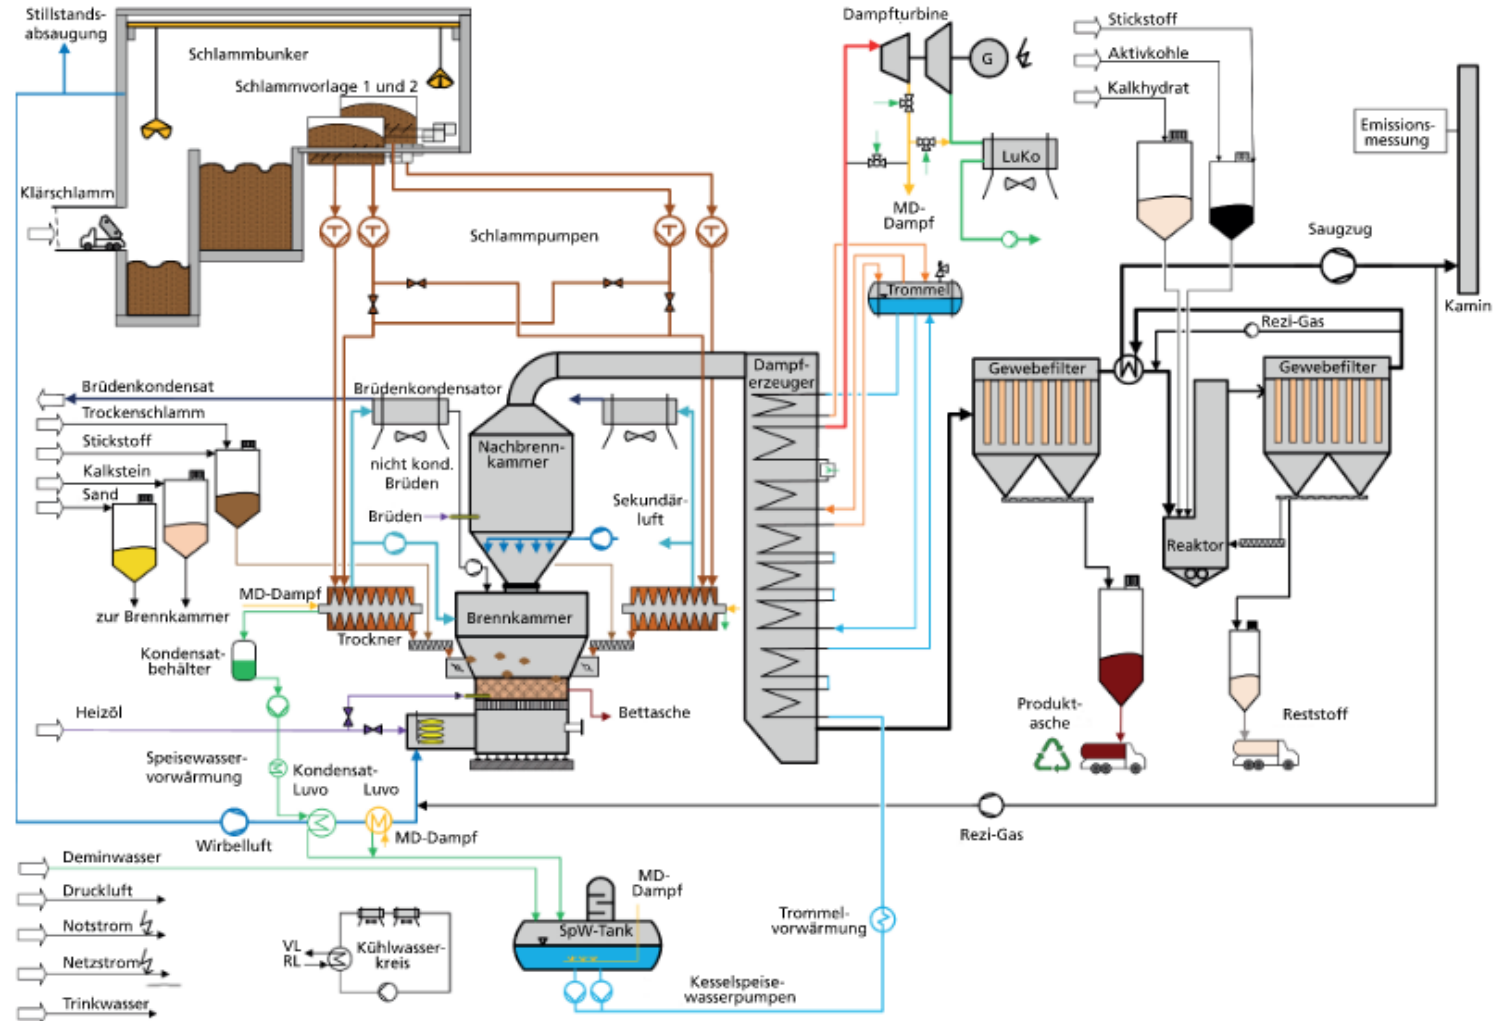 Stillstands-
absaugung
Schlammbunker
Schlammvorlage 1 und 2
Klärschlamm
Schlammpumpen
T
T
T
T
Dampfturbine
G
LuKo
MD-
Dampf
Trommel
Stickstoff
Aktivkohle
Kalkhydrat
Emissions-
messung
Saugzug
Kamin
Rezi-Gas
Gewebefilter
Gewebefilter
Reaktor
Dampf-
erzeuger
Brüdenkondensat
Trockenschlamm
Stickstoff
Kalkstein
Sand
zur Brennkammer
Brüdenkondensator
nicht kond.
Brüden
Brüden
Nachbrenn-
kammer
Sekundär-
luft
MD-Dampf
Trockner
Brennkammer
Kondensat-
behälter
Heizöl
Bettasche
Speisewasser-
vorwärmung
Kondensat-
Luvo
Luvo
MD-Dampf
Wirbelluft
Rezi-Gas
Produkt-
asche
Reststoff
Deminwasser
Druckluft
Notstrom
Netzstrom
Trinkwasser
VL
RL
Kühlwasser-
kreis
SpW-Tank
MD-
Dampf
Trommel-
vorwärmung
Kesselspeise-
wasserpumpen